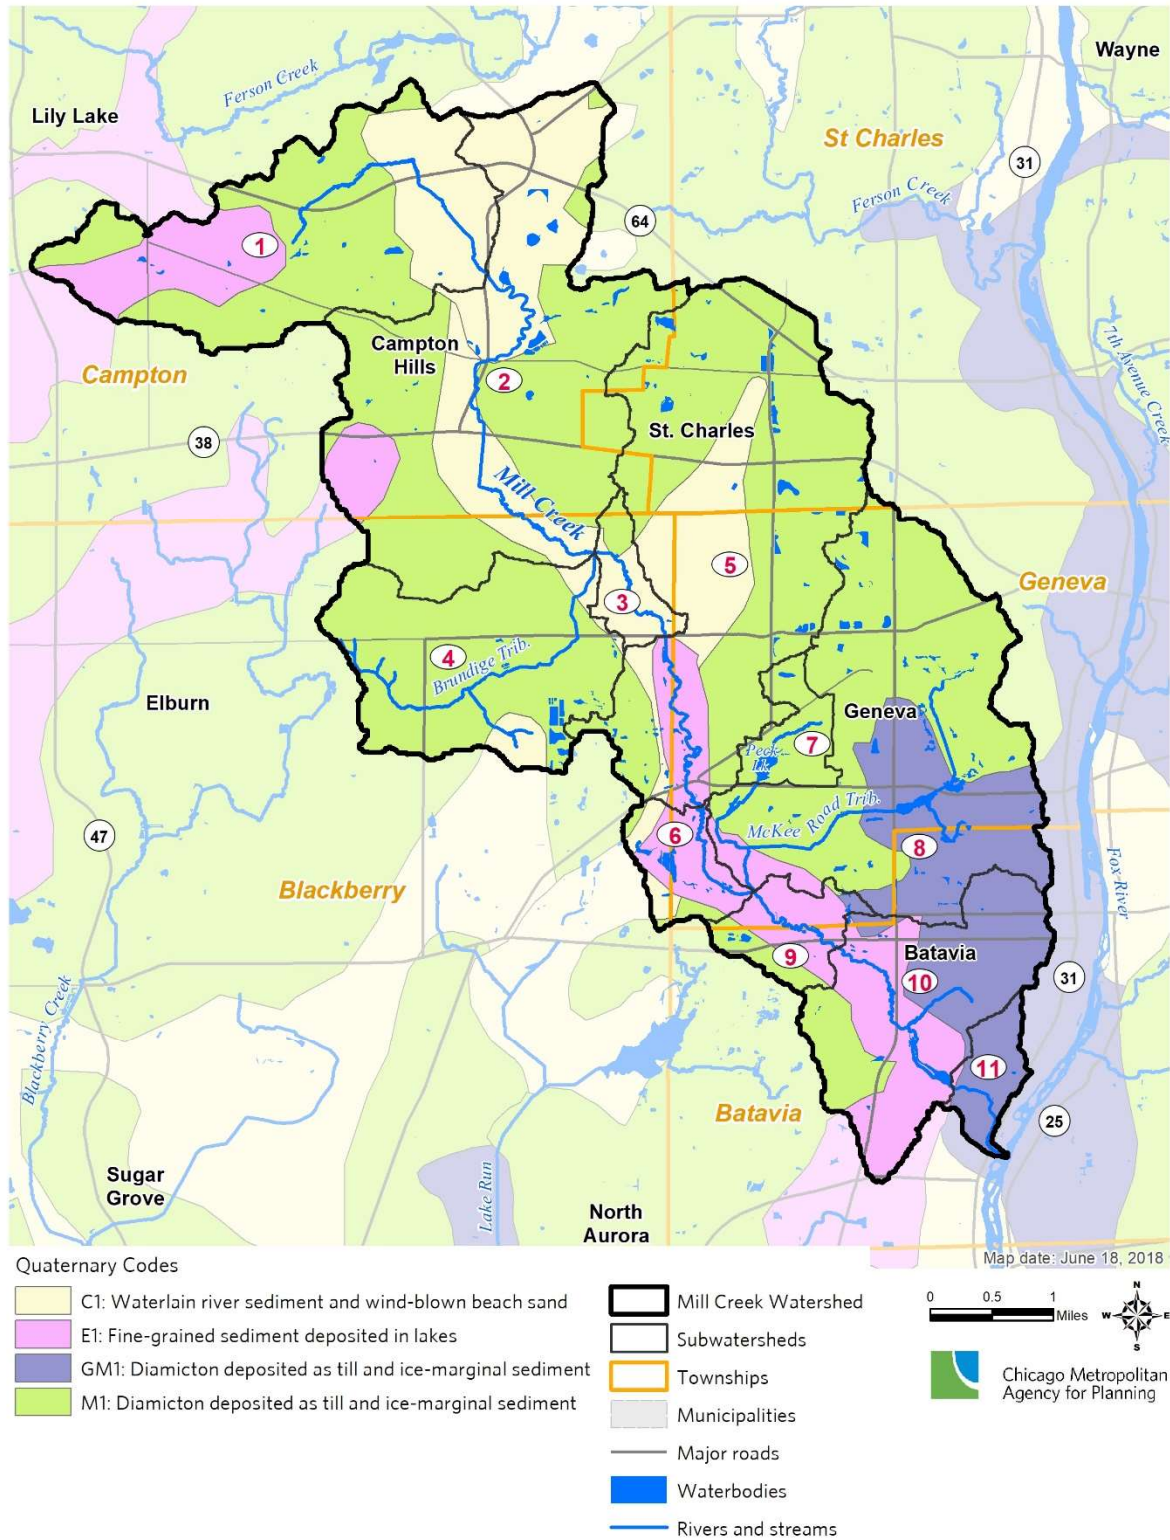 Wayne
Ferson Creek
Lily Lake
St Charles
31
Ferson Creek
64
1
7th Avenue Creek
Campton
Hills
Campton
2
St. Charles
38
Mill Creek
5
Geneva
3
4
Brundige Trib.
Elburn
Geneva
7
Peck
Lk
McKee Road Trib.
47
6
8
Blackberry
Fox River
9
Batavia
10
31
Blackberry Creek
11
Batavia
25
Sugar
Grove
Lake Run
North
Aurora
Map date: June 18, 2018
Quaternary Codes
C1: Waterlain river sediment and wind-blown beach sand
E1: Fine-grained sediment deposited in lakes
GM1: Diamicton deposited as till and ice-marginal sediment
M1: Diamicton deposited as till and ice-marginal sediment
Mill Creek Watershed
Subwatersheds
Townships
Municipalities
Major roads
Waterbodies
Rivers and streams
0 0.5 1
Miles
N
W E
S
Chicago Metropolitan
Agency for Planning